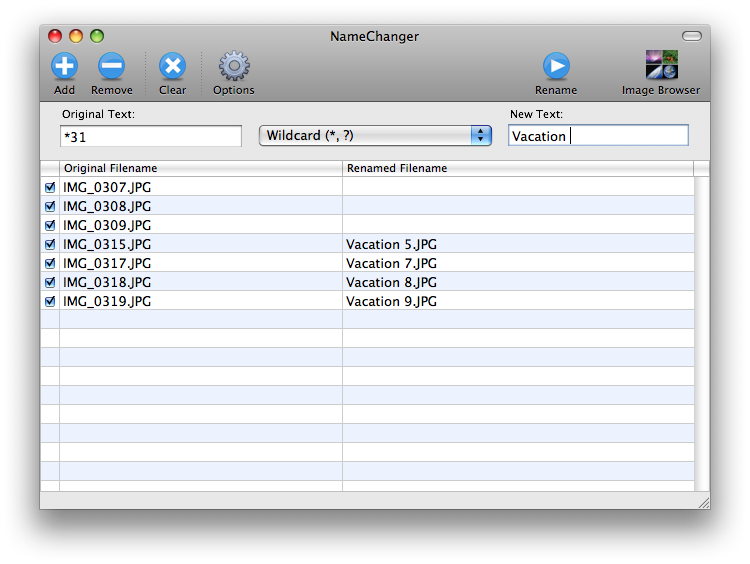 NameChanger
Add Remove Clear Options Rename Image Browser
Original Text: New Text:
*31 Wildcard (*, ?) Vacation
Original Filename Renamed Filename
IMG_0307.JPG
IMG_0308.JPG
IMG_0309.JPG
IMG_0315.JPG Vacation 5.JPG
IMG_0317.JPG Vacation 7.JPG
IMG_0318.JPG Vacation 8.JPG
IMG_0319.JPG Vacation 9.JPG